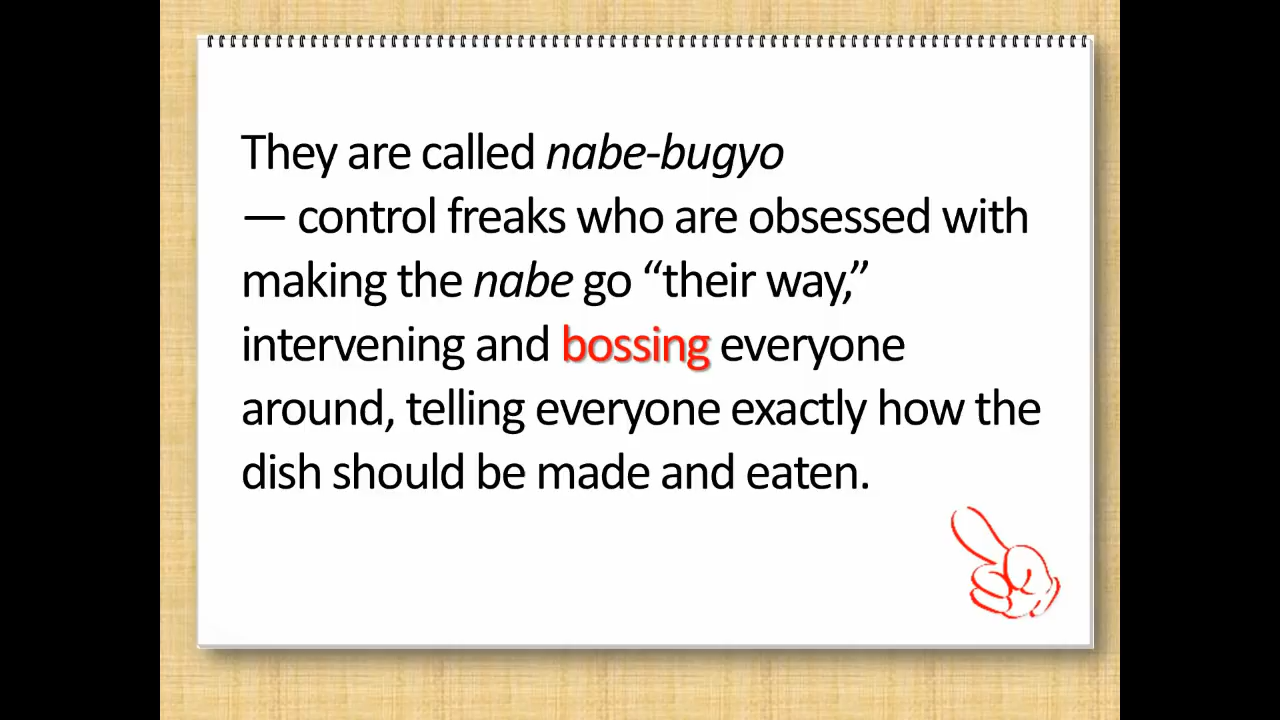 They are called nabe-bugyo
— control freaks who are obsessed with
making the nabe go “their way,”
intervening and bossing everyone
around, telling everyone exactly how the
dish should be made and eaten.